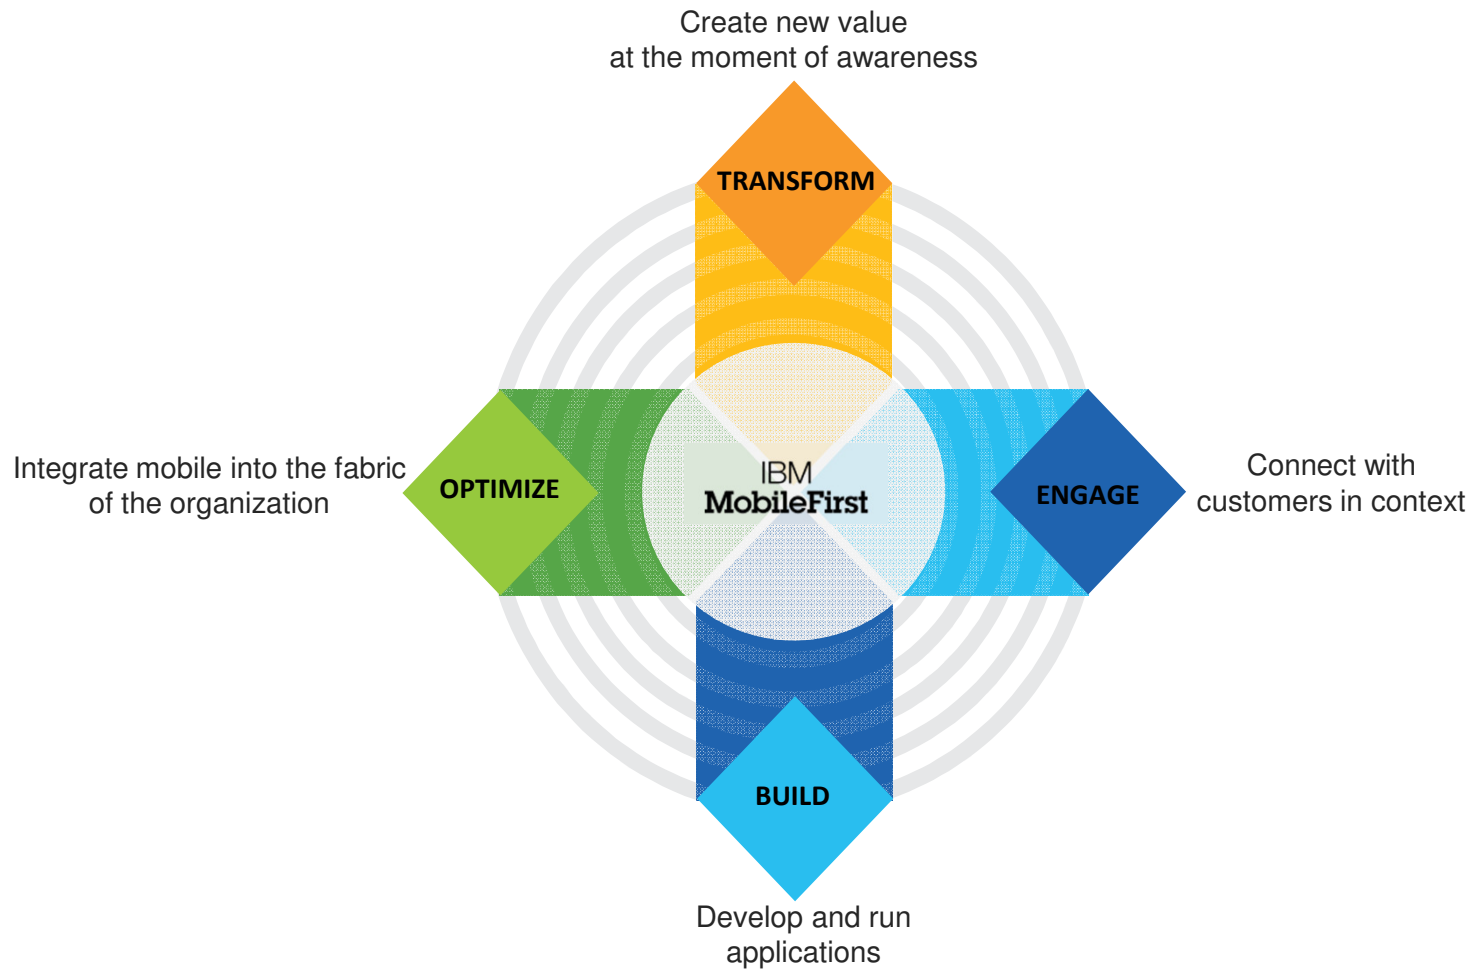 Create new value
at the moment of awareness
TRANSFORM
Integrate mobile into the fabric
of the organization
OPTIMIZE
IBM
MobileFirst
ENGAGE
Connect with
customers in context
BUILD
Develop and run
applications